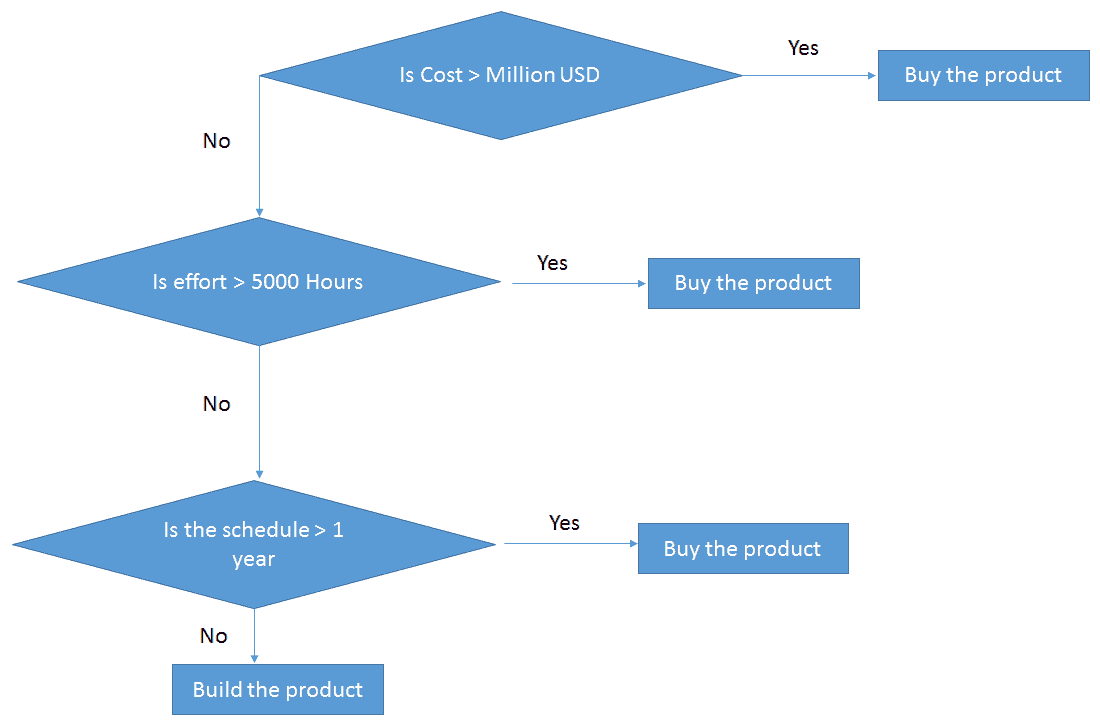 Is Cost > Million USD
Yes
Buy the product
No
Is effort > 5000 Hours
Yes
Buy the product
No
Is the schedule > 1
year
Yes
Buy the product
No
Build the product